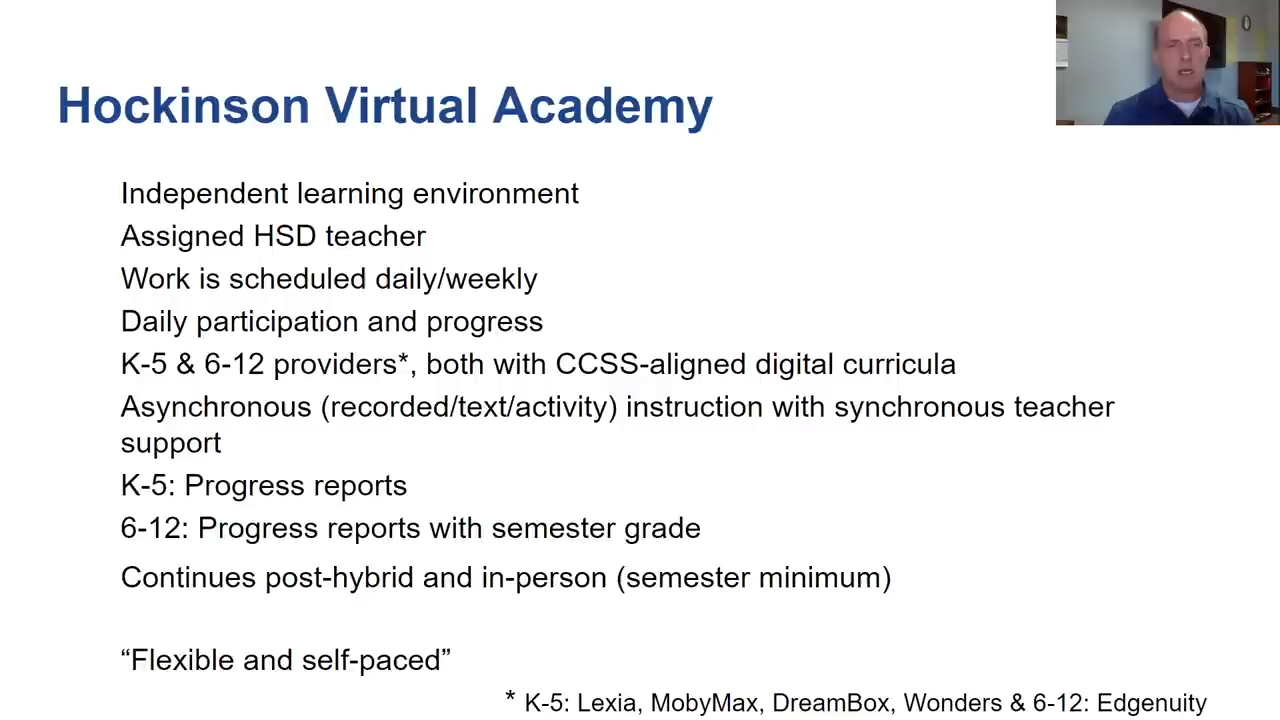 Hockinson Virtual Academy
Independent learning environment
Assigned HSD teacher
Work is scheduled daily/weekly
Daily participation and progress
K-5 & 6-12 providers*, both with CCSS-aligned digital curricula
Asynchronous (recorded/text/activity) instruction with synchronous teacher
support
K-5: Progress reports
6-12: Progress reports with semester grade
Continues post-hybrid and in-person (semester minimum)
“Flexible and self-paced”
* K-5: Lexia, MobyMax, DreamBox, Wonders & 6-12: Edgenuity